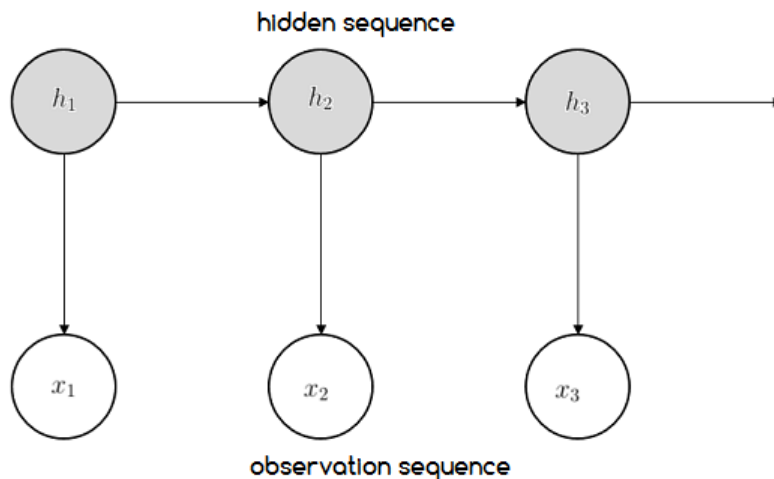 hidden sequence
h₁ h₂ h₃
x₁ x₂ x₃
observation sequence